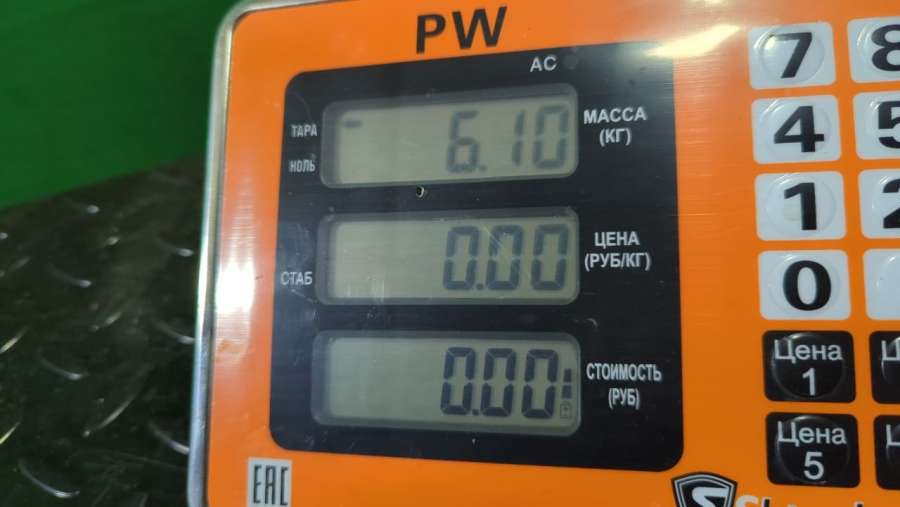 PW
AC
ТАРА
НОЛЬ
6.10
МАССА
(КГ)
СТАБ
0.00
ЦЕНА
(РУБ/КГ)
0.00
СТОИМОСТЬ
(РУБ)
7 8
4 5
1 2
0
Цена
1
Цена
5
EAC